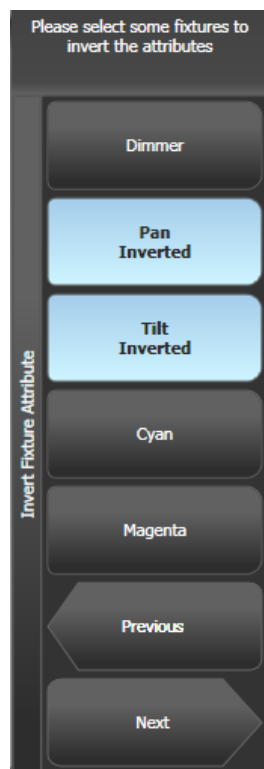 Please select some fixtures to
invert the attributes
Invert Fixture Attribute
Dimmer
Pan
Inverted
Tilt
Inverted
Cyan
Magenta
Previous
Next